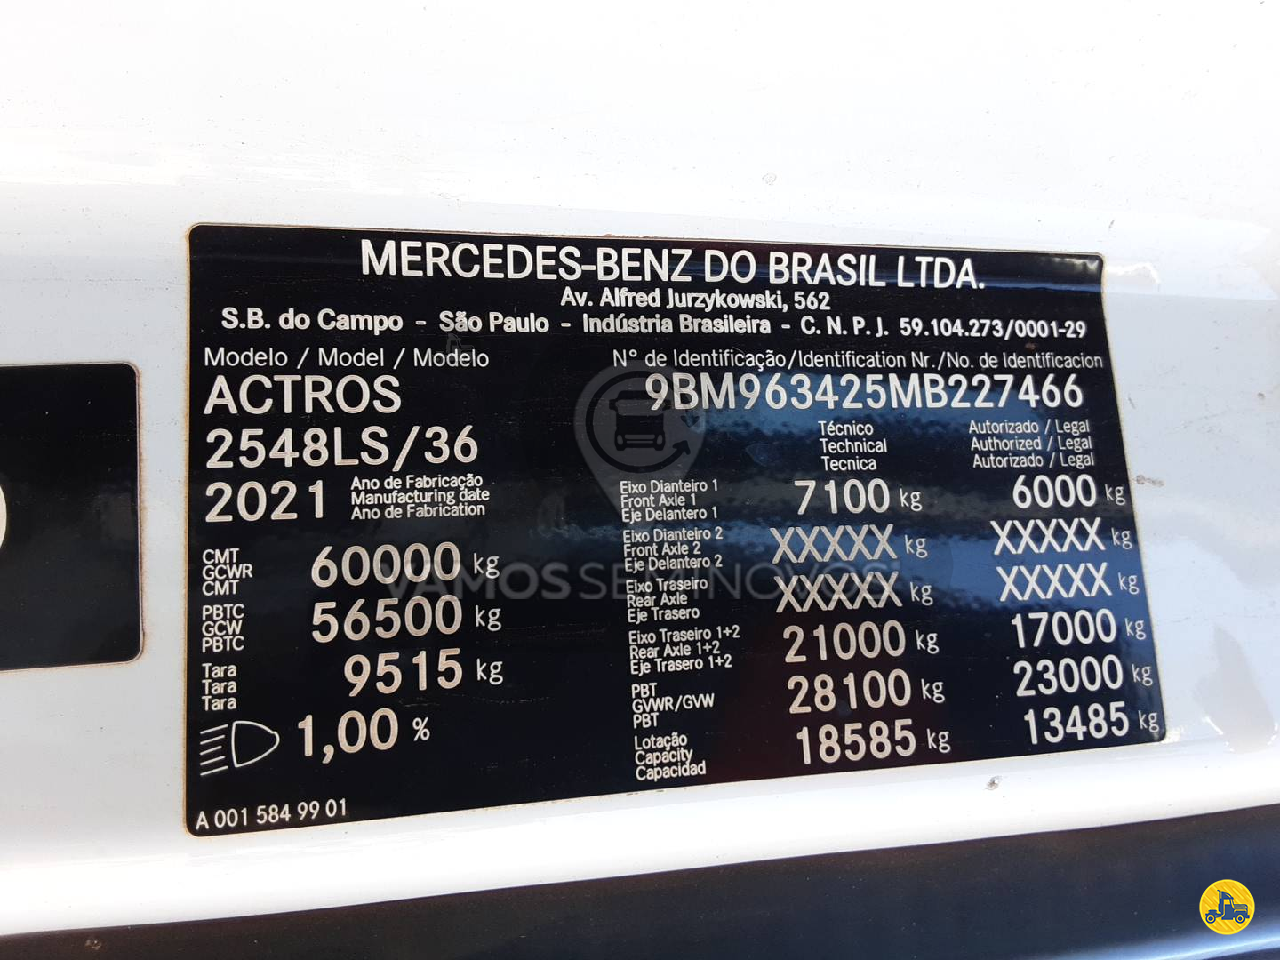 MERCEDES-BENZ DO BRASIL LTDA.
Av. Alfred Jurzykowski, 562
S.B. do Campo - São Paulo - Indústria Brasileira - C. N. P. J. 59.104.273/0001-29
Modelo / Model / Modelo
Nº de Identificação/Identification Nr./No. de Identificacion
ACTROS
9BM963425MB227466
2548LS/36
Técnico
Technical
Tecnica
Autorizado / Legal
Authorized / Legal
Autorizado / Legal
2021
Ano de Fabricação
Manufacturing date
Ano de Fabrication
Eixo Dianteiro 1
Front Axle 1
Eje Delantero 1
7100 kg
6000 kg
Eixo Dianteiro 2
Front Axle 2
Eje Delantero 2
XXXXX kg
XXXXX kg
CMT
GCWR
CMT
60000 kg
Eixo Traseiro
Rear Axle
Eje Trasero
XXXXX kg
XXXXX kg
PBTC
GCW
PBTC
56500 kg
Eixo Traseiro 1+2
Rear Axle 1+2
Eje Trasero 1+2
21000 kg
17000 kg
Tara
Tara
Tara
9515 kg
PBT
GVWR/GVW
PBT
28100 kg
23000 kg
1,00 %
Lotação
Capacity
Capacidad
18585 kg
13485 kg
A 001 584 99 01
VAMOS SEMINOVOS